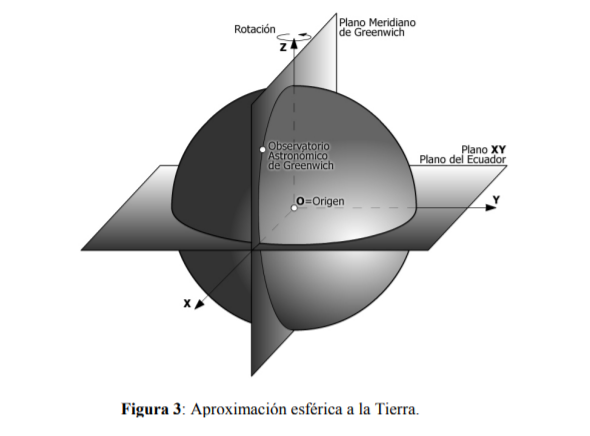 Plano Meridiano
de Greenwich
Rotación
Z
Observatorio
Astronómico
de Greenwich
Plano XY
Plano del Ecuador
O=Origen
Y
X
Figura 3: Aproximación esférica a la Tierra.